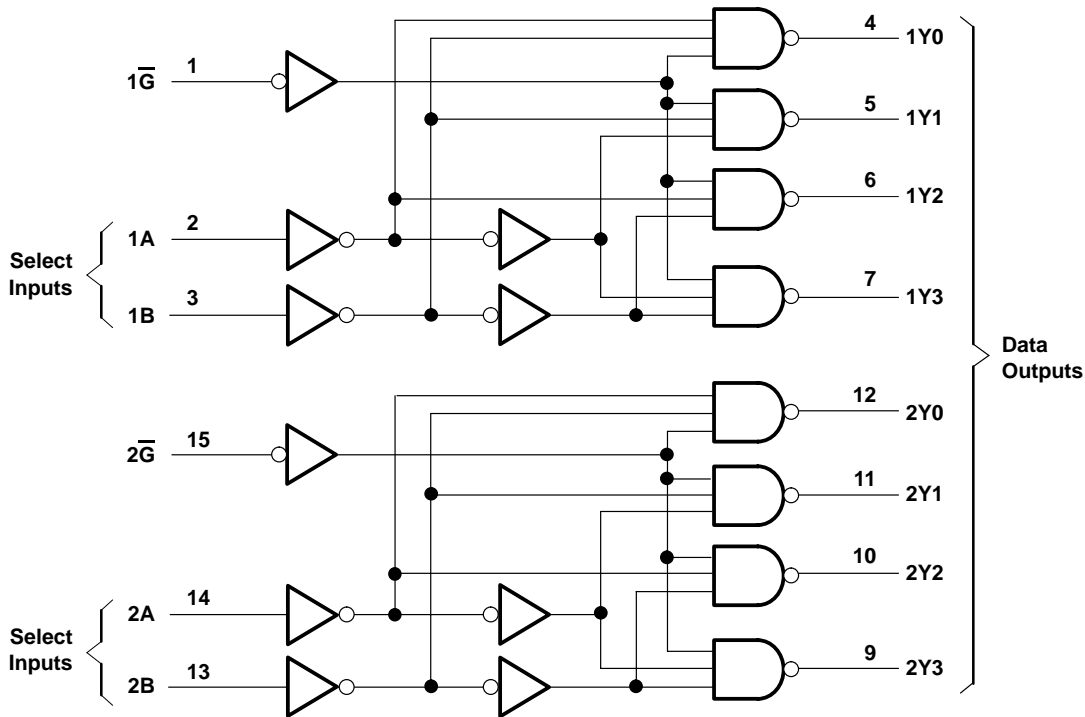 4
1Y0
1G̅
1
5
1Y1
6
1Y2
Select
Inputs
1A
2
1B
3
7
1Y3
Data
Outputs
12
2Y0
2G̅
15
11
2Y1
10
2Y2
Select
Inputs
2A
14
2B
13
9
2Y3